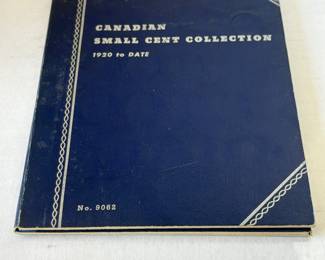 CANADIAN
SMALL CENT COLLECTION
1920 to DATE
No. 9062